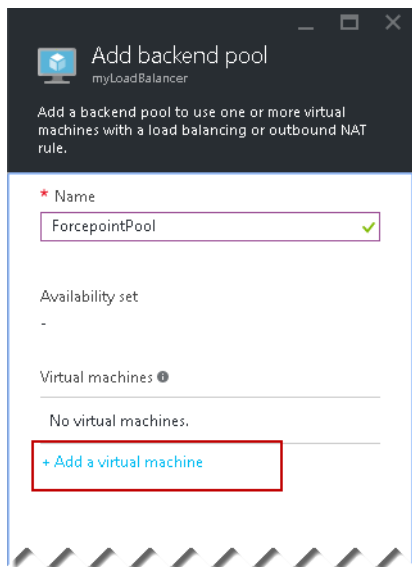 Add backend pool
myLoadBalancer
Add a backend pool to use one or more virtual
machines with a load balancing or outbound NAT
rule.
* Name
ForcepointPool
Availability set
-
Virtual machines
No virtual machines.
+ Add a virtual machine